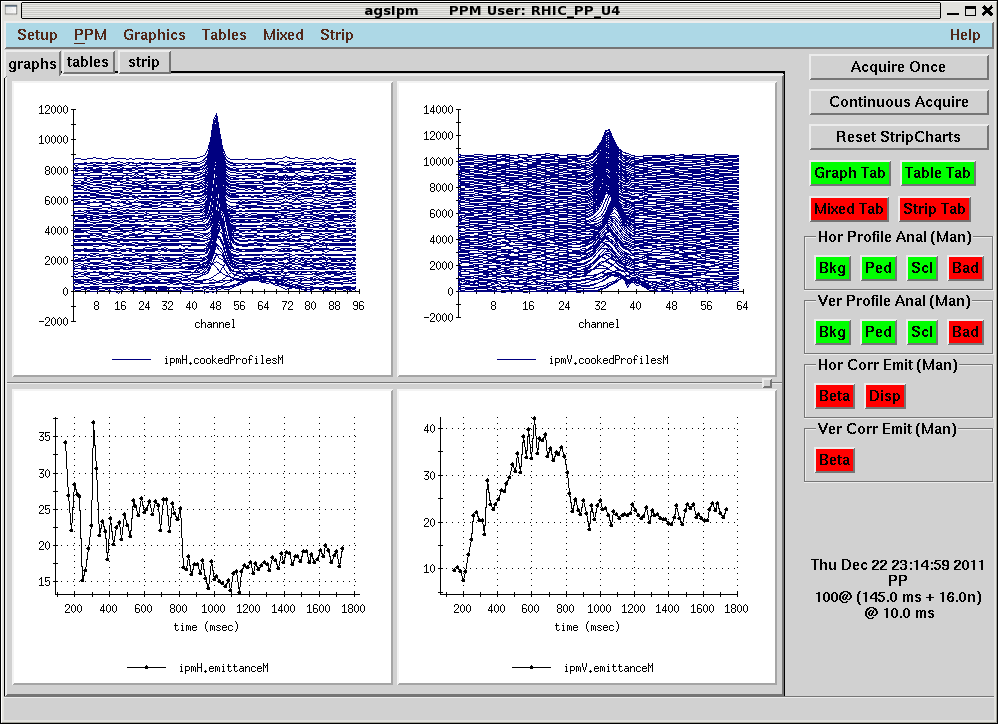 agsIpm PPM User: RHIC_PP_U4
Setup PPM Graphics Tables Mixed Strip Help
graphs tables strip
12000
10000
8000
6000
4000
2000
0
-2000
8 16 24 32 40 48 56 64 72 80 88 96
channel
ipmH.cookedProfilesM
14000
12000
10000
8000
6000
4000
2000
0
-2000
8 16 24 32 40 48 56 64
channel
ipmV.cookedProfilesM
35
30
25
20
15
200 400 600 800 1000 1200 1400 1600 1800
time (msec)
ipmH.emittanceM
40
30
20
10
200 400 600 800 1000 1200 1400 1600 1800
time (msec)
ipmV.emittanceM
Acquire Once
Continuous Acquire
Reset StripCharts
Graph Tab Table Tab
Mixed Tab Strip Tab
Hor Profile Anal (Man)
Bkg Ped Scl Bad
Ver Profile Anal (Man)
Bkg Ped Scl Bad
Hor Corr Emit (Man)
Beta Disp
Ver Corr Emit (Man)
Beta
Thu Dec 22 23:14:59 2011
PP
100@ (145.0 ms + 16.0n)
@ 10.0 ms